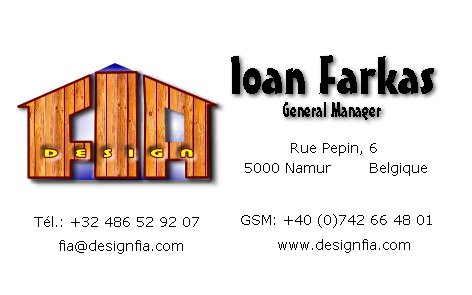 FIA
DESIGN
Ioan Farkas
General Manager
Rue Pepin, 6
5000 Namur Belgique
Tél.: +32 486 52 92 07
GSM: +40 (0)742 66 48 01
fia@designfia.com
www.designfia.com